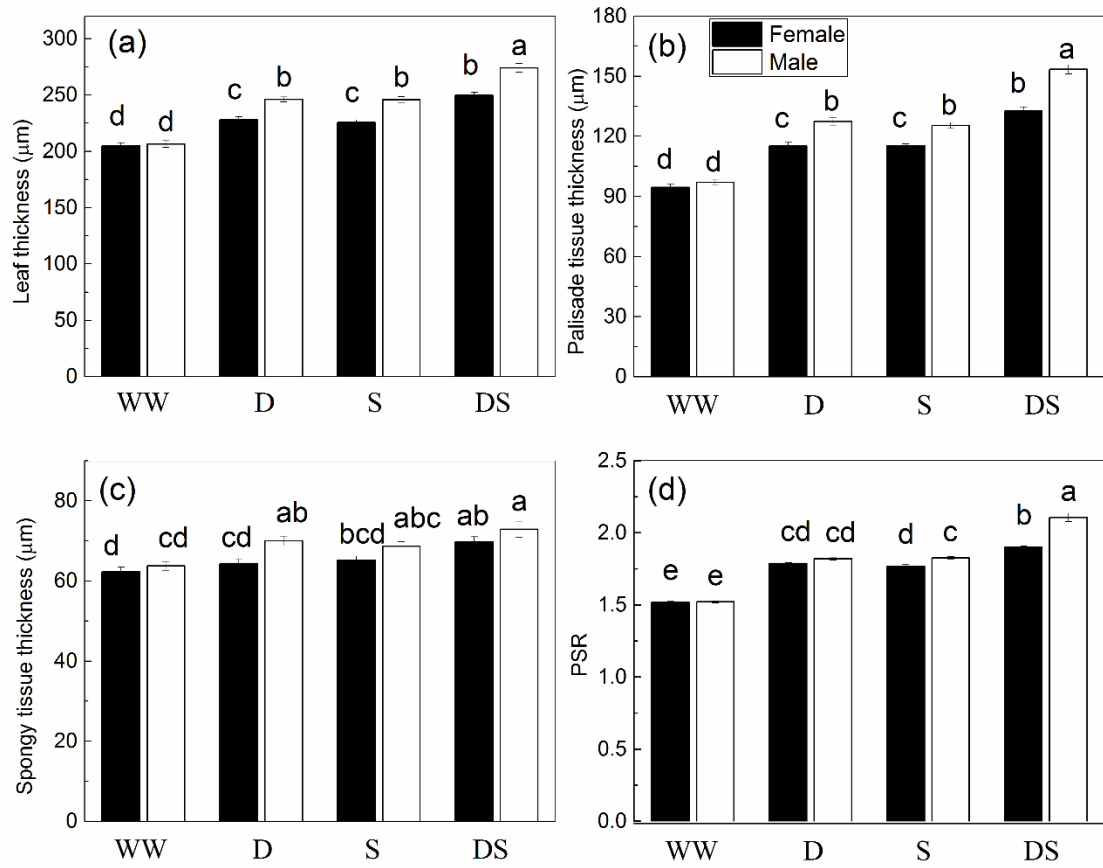 (a)
Leaf thickness (μm)
300
250
200
150
100
50
0
d d c b c b b a
WW D S DS
(b)
Female
Male
Palisade tissue thickness (μm)
180
150
120
90
60
30
0
d d c b c b b a
WW D S DS
(c)
Spongy tissue thickness (μm)
80
60
40
20
0
d cd cd ab bcd abc ab a
WW D S DS
(d)
PSR
2.5
2.0
1.5
1.0
0.5
0.0
e e cd cd d c b a
WW D S DS